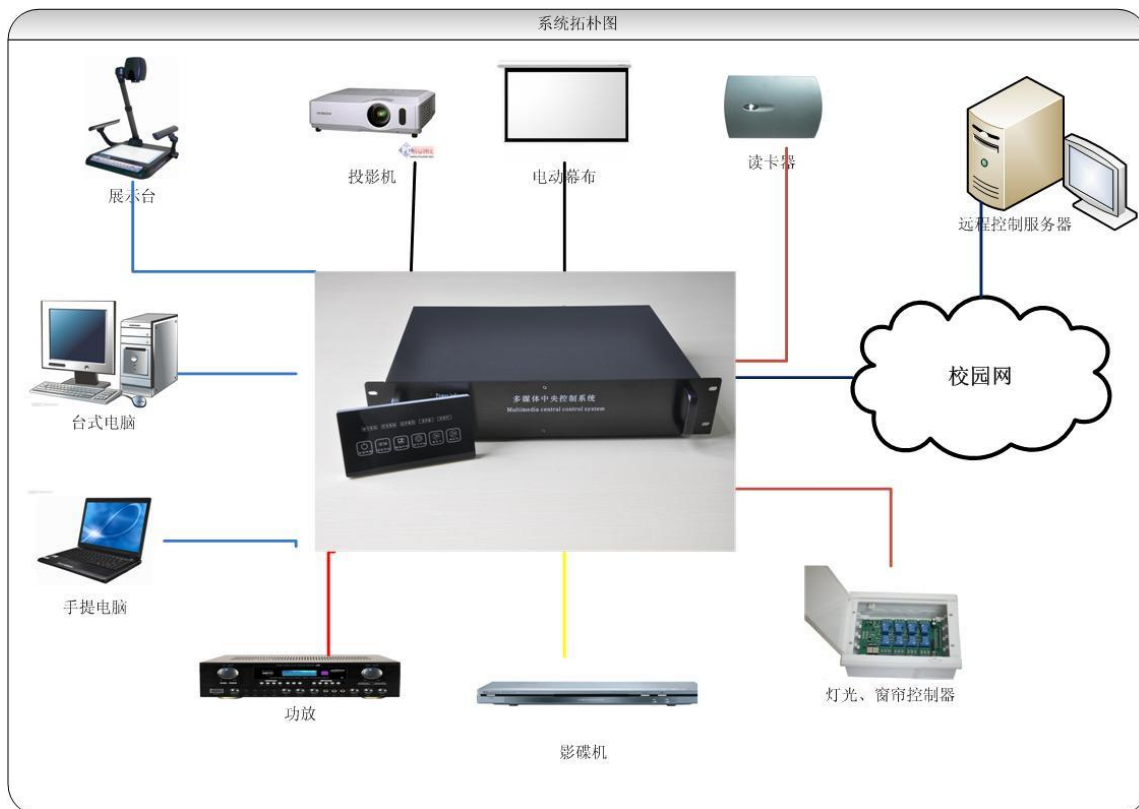 系统拓朴图
展示台
投影机
电动幕布
读卡器
远程控制服务器
台式电脑
校园网
多媒体中央控制系统
Multimedia central control system
手提电脑
功放
影碟机
灯光、窗帘控制器